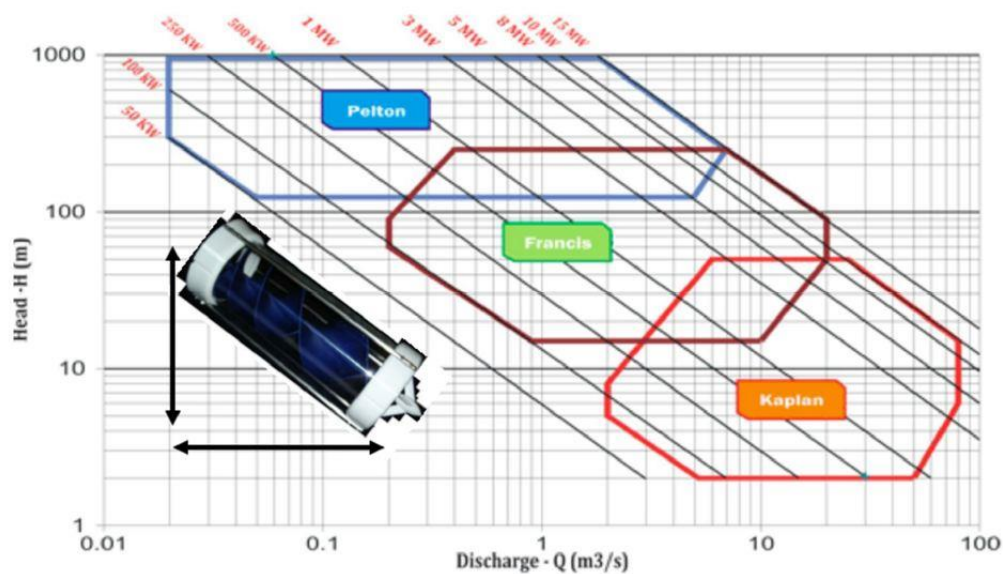 50 KW
100 KW
250 KW
500 KW
1 MW
3 MW
5 MW
8 MW
10 MW
15 MW
1000
100
10
1
Head -H (m)
Pelton
Francis
Kaplan
0.01
0.1
1
10
100
Discharge - Q (m3/s)